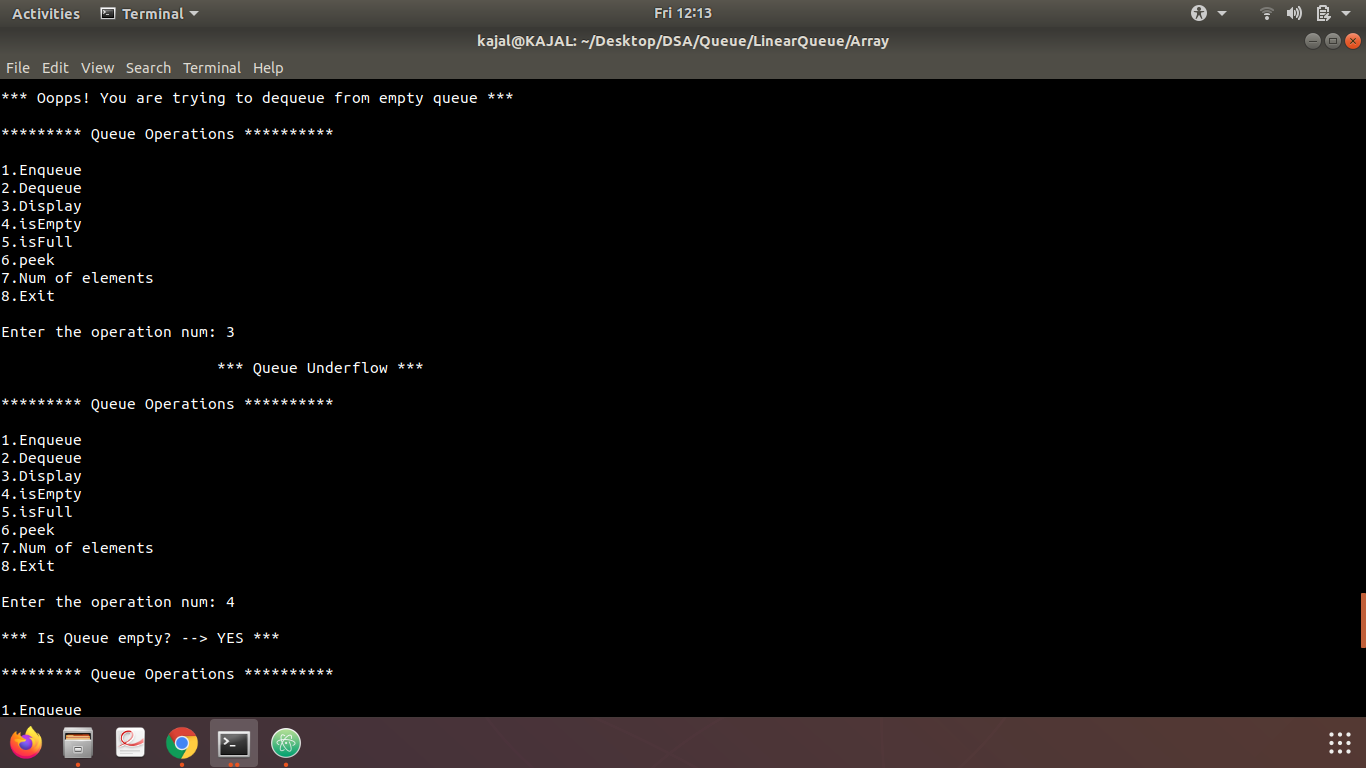 Activities Terminal Fri 12:13
kajal@KAJAL: ~/Desktop/DSA/Queue/LinearQueue/Array
File Edit View Search Terminal Help
*** Oopps! You are trying to dequeue from empty queue ***
********* Queue Operations **********
1.Enqueue
2.Dequeue
3.Display
4.isEmpty
5.isFull
6.peek
7.Num of elements
8.Exit
Enter the operation num: 3
*** Queue Underflow ***
********* Queue Operations **********
1.Enqueue
2.Dequeue
3.Display
4.isEmpty
5.isFull
6.peek
7.Num of elements
8.Exit
Enter the operation num: 4
*** Is Queue empty? --> YES ***
********* Queue Operations **********
1.Enqueue